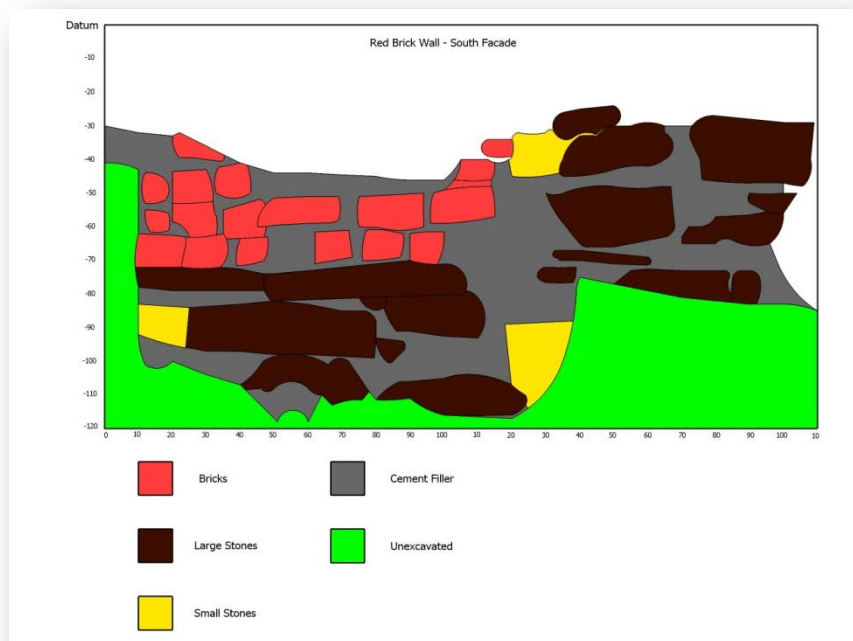 Datum
Red Brick Wall - South Facade
-10
-20
-30
-40
-50
-60
-70
-80
-90
-100
-110
-120
0 10 20 30 40 50 60 70 80 90 100 10 20 30 40 50 60 70 80 90 100 10
Bricks
Cement Filler
Large Stones
Unexcavated
Small Stones